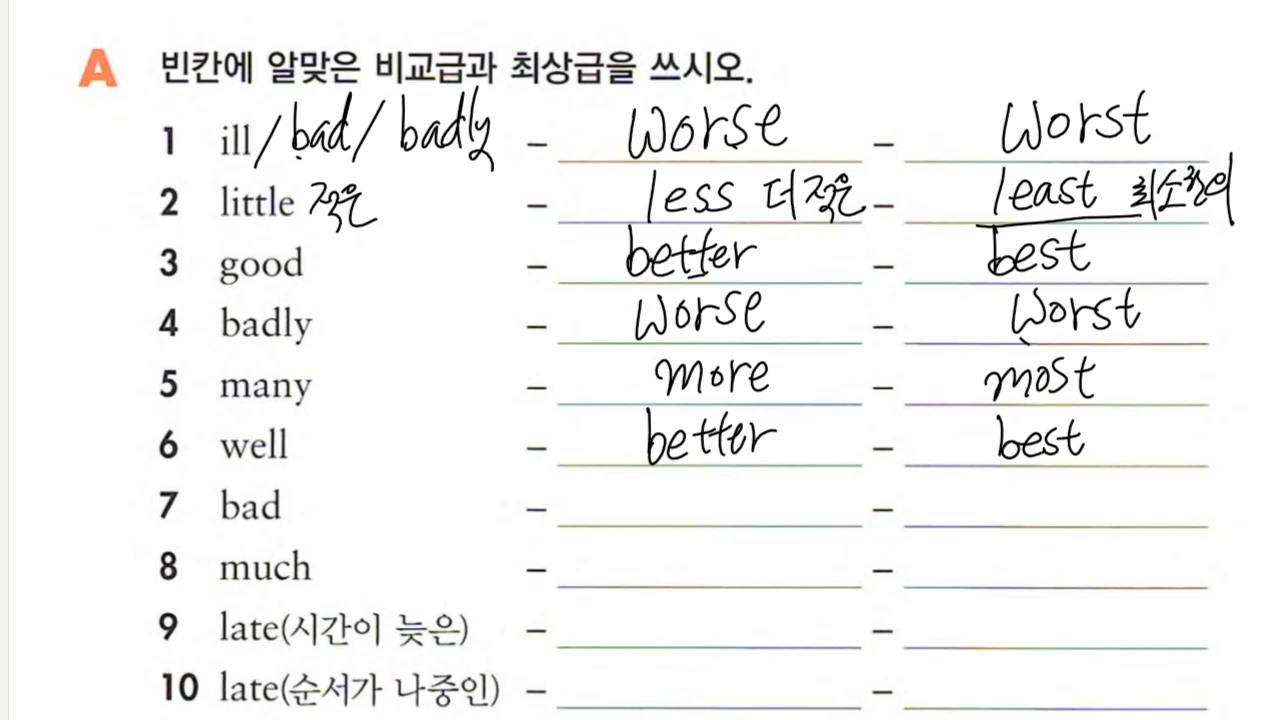 A 빈칸에 알맞은 비교급과 최상급을 쓰시오.
1 ill / bad / badly – worse – worst
2 little 적은 – less 더 적은 – least 최소한의
3 good – better – best
4 badly – worse – worst
5 many – more – most
6 well – better – best
7 bad – –
8 much – –
9 late(시간이 늦은) – –
10 late(순서가 나중인) – –